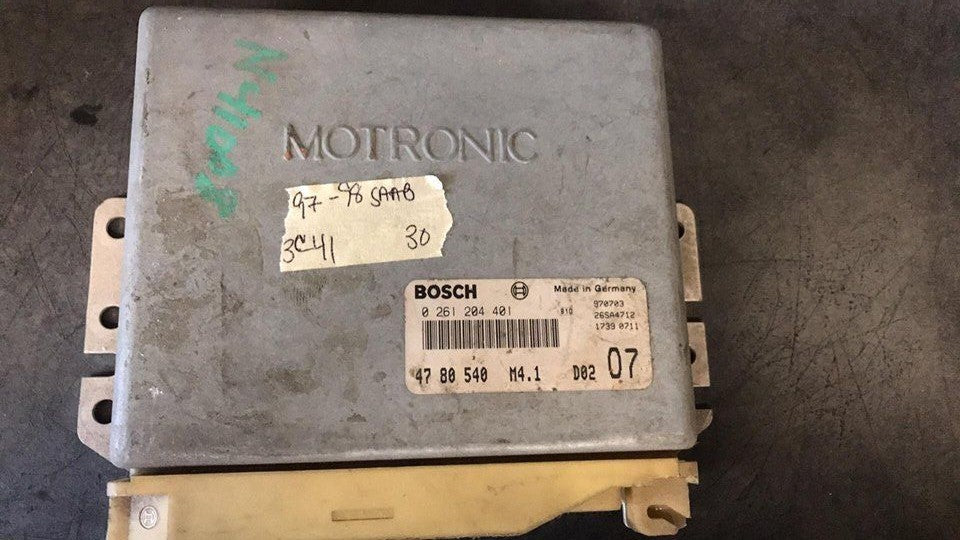 N-11008
MOTRONIC
97-98 SAAB
3C41 30
BOSCH Made in Germany
0 261 204 401 970703
26SA4712
1739 0711
47 80 540 M4.1 D02 07